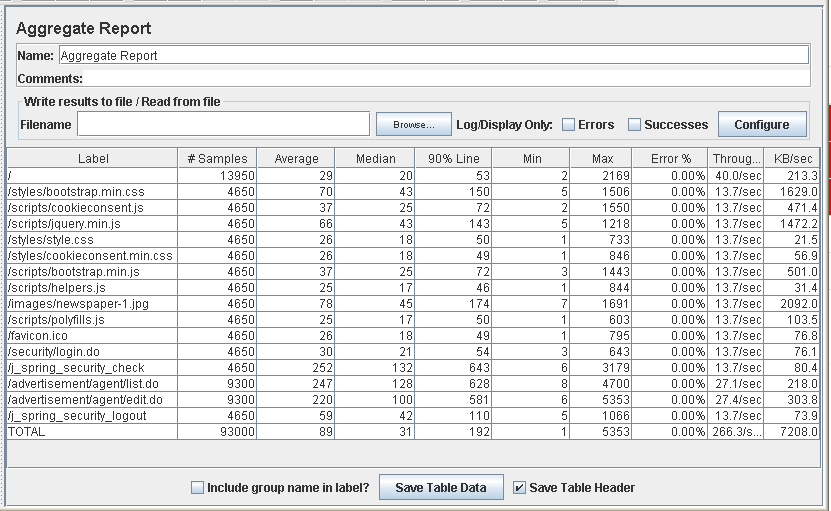 Aggregate Report
Name: Aggregate Report
Comments:
Write results to file / Read from file
Filename Browse... Log/Display Only: Errors Successes Configure
Label # Samples Average Median 90% Line Min Max Error % Throug... KB/sec
/ 13950 29 20 53 2 2169 0.00% 40.0/sec 213.3
/styles/bootstrap.min.css 4650 70 43 150 5 1506 0.00% 13.7/sec 1629.0
/scripts/cookieconsent.js 4650 37 25 72 2 1550 0.00% 13.7/sec 471.4
/scripts/jquery.min.js 4650 66 43 143 5 1218 0.00% 13.7/sec 1472.2
/styles/style.css 4650 26 18 50 1 733 0.00% 13.7/sec 21.5
/styles/cookieconsent.min.css 4650 26 18 49 1 846 0.00% 13.7/sec 56.9
/scripts/bootstrap.min.js 4650 37 25 72 3 1443 0.00% 13.7/sec 501.0
/scripts/helpers.js 4650 25 17 46 1 844 0.00% 13.7/sec 31.4
/images/newspaper-1.jpg 4650 78 45 174 7 1691 0.00% 13.7/sec 2092.0
/scripts/polyfills.js 4650 25 17 50 1 603 0.00% 13.7/sec 103.5
/favicon.ico 4650 26 18 49 1 795 0.00% 13.7/sec 76.8
/security/login.do 4650 30 21 54 3 643 0.00% 13.7/sec 76.1
/j_spring_security_check 4650 252 132 643 6 3179 0.00% 13.7/sec 80.4
/advertisement/agent/list.do 9300 247 128 628 8 4700 0.00% 27.1/sec 218.0
/advertisement/agent/edit.do 9300 220 100 581 6 5353 0.00% 27.4/sec 303.8
/j_spring_security_logout 4650 59 42 110 5 1066 0.00% 13.7/sec 73.9
TOTAL 93000 89 31 192 1 5353 0.00% 266.3/s... 7208.0
Include group name in label? Save Table Data Save Table Header